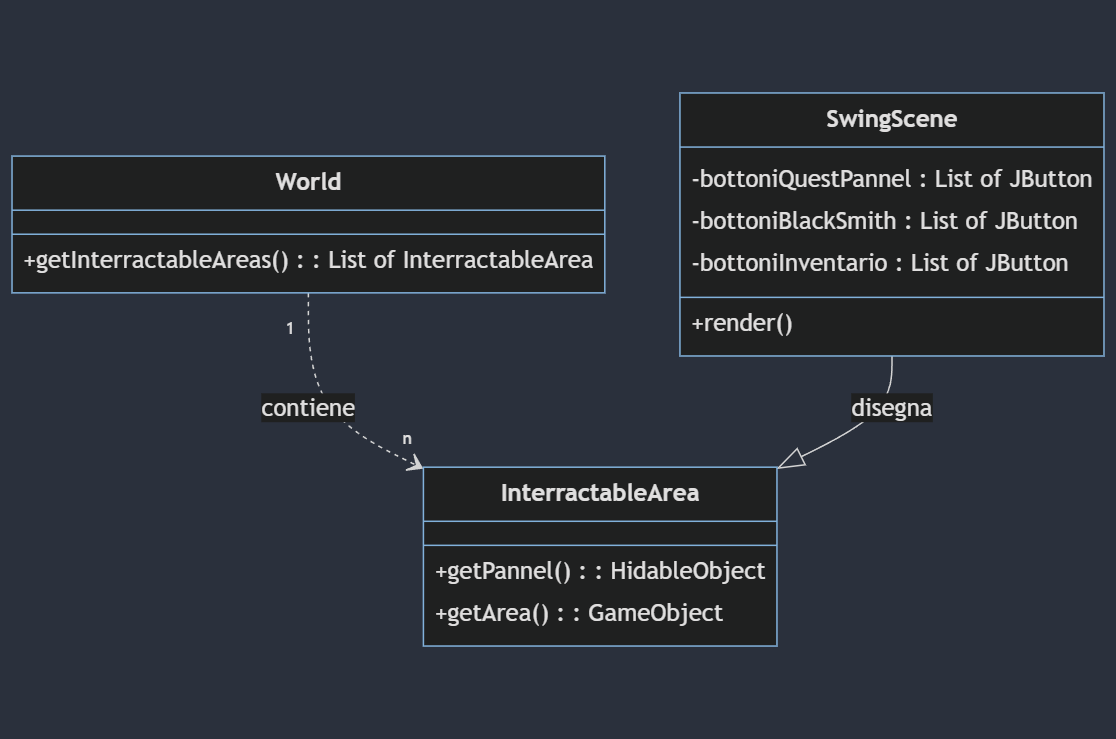 World
+getInterractableAreas() : : List of InterractableArea
SwingScene
-bottoniQuestPannel : List of JButton
-bottoniBlackSmith : List of JButton
-bottoniInventario : List of JButton
+render()
1
contiene
n
disegna
InterractableArea
+getPannel() : : HidableObject
+getArea() : : GameObject